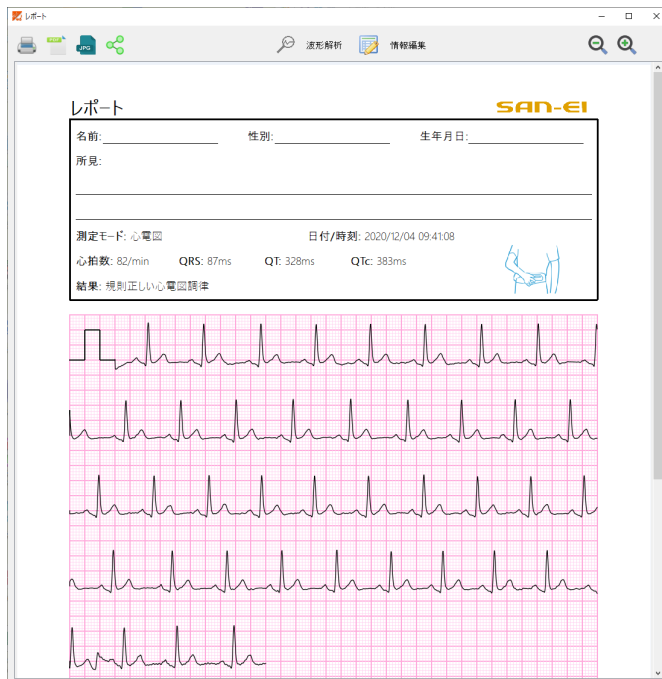 レポート
PDF
JPG
波形解析
情報編集
レポート
SAN-EI
名前:
性別:
生年月日:
所見:
測定モード: 心電図
日付/時刻: 2020/12/04 09:41:08
心拍数: 82/min QRS: 87ms QT: 328ms QTc: 383ms
結果: 規則正しい心電図調律